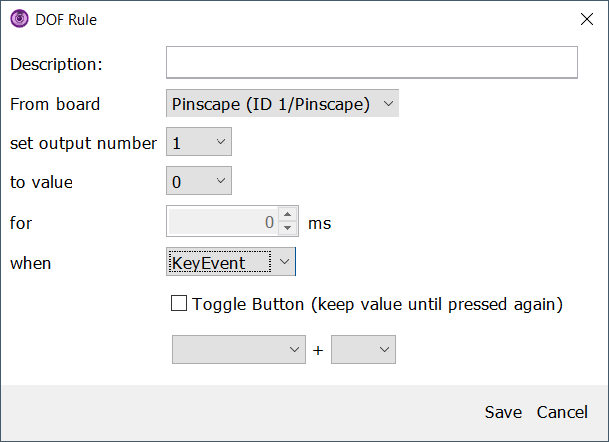 DOF Rule
Description:
From board Pinscape (ID 1/Pinscape)
set output number 1
to value 0
for 0 ms
when KeyEvent
Toggle Button (keep value until pressed again)
+
Save Cancel